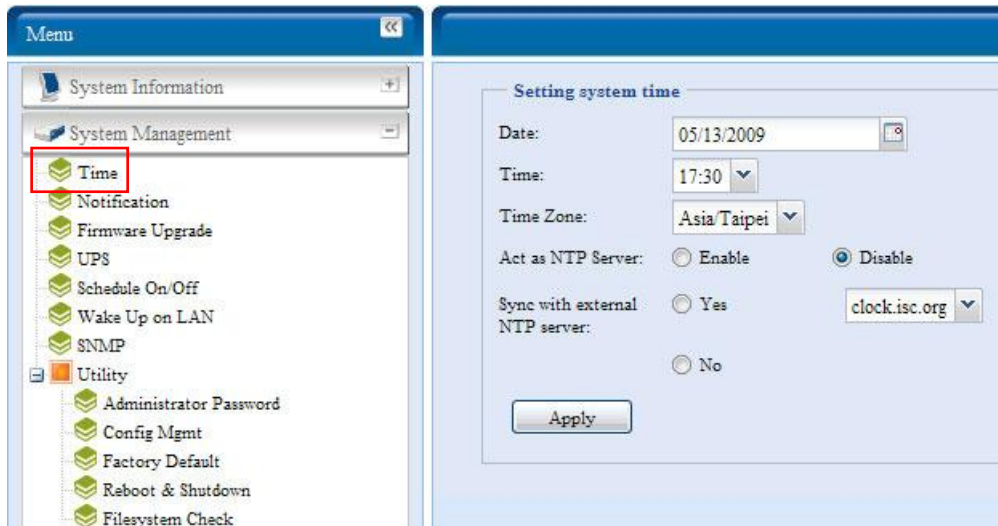 Menu
System Information
System Management
Time
Notification
Firmware Upgrade
UPS
Schedule On/Off
Wake Up on LAN
SNMP
Utility
Administrator Password
Config Mgmt
Factory Default
Reboot & Shutdown
Filesystem Check
Setting system time
Date: 05/13/2009
Time: 17:30
Time Zone: Asia/Taipei
Act as NTP Server: Enable Disable
Sync with external Yes clock.isc.org
NTP server:
No
Apply